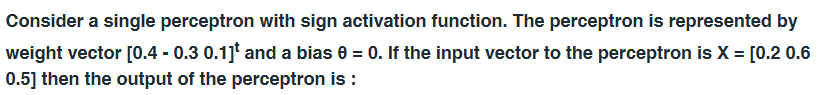 Consider a single perceptron with sign activation function. The perceptron is represented by
weight vector [0.4 - 0.3 0.1]ᵗ and a bias θ = 0. If the input vector to the perceptron is X = [0.2 0.6
0.5] then the output of the perceptron is :